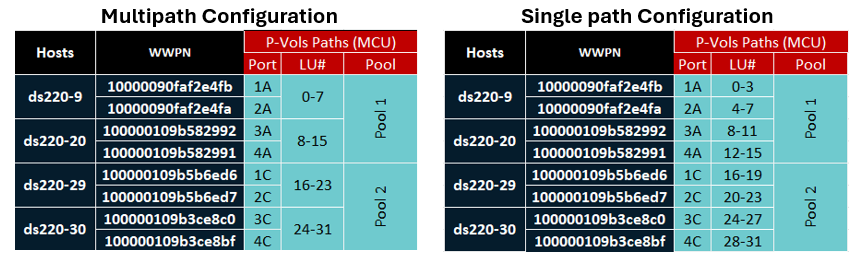 Multipath Configuration
Hosts WWPN P-Vols Paths (MCU)
Port LU# Pool
ds220-9 10000090faf2e4fb 1A 0-7 Pool 1
10000090faf2e4fa 2A
ds220-20 100000109b582992 3A 8-15
100000109b582991 4A
ds220-29 100000109b5b6ed6 1C 16-23 Pool 2
100000109b5b6ed7 2C
ds220-30 100000109b3ce8c0 3C 24-31
100000109b3ce8bf 4C
Single path Configuration
Hosts WWPN P-Vols Paths (MCU)
Port LU# Pool
ds220-9 10000090faf2e4fb 1A 0-3 Pool 1
10000090faf2e4fa 2A 4-7
ds220-20 100000109b582992 3A 8-11
100000109b582991 4A 12-15
ds220-29 100000109b5b6ed6 1C 16-19 Pool 2
100000109b5b6ed7 2C 20-23
ds220-30 100000109b3ce8c0 3C 24-27
100000109b3ce8bf 4C 28-31